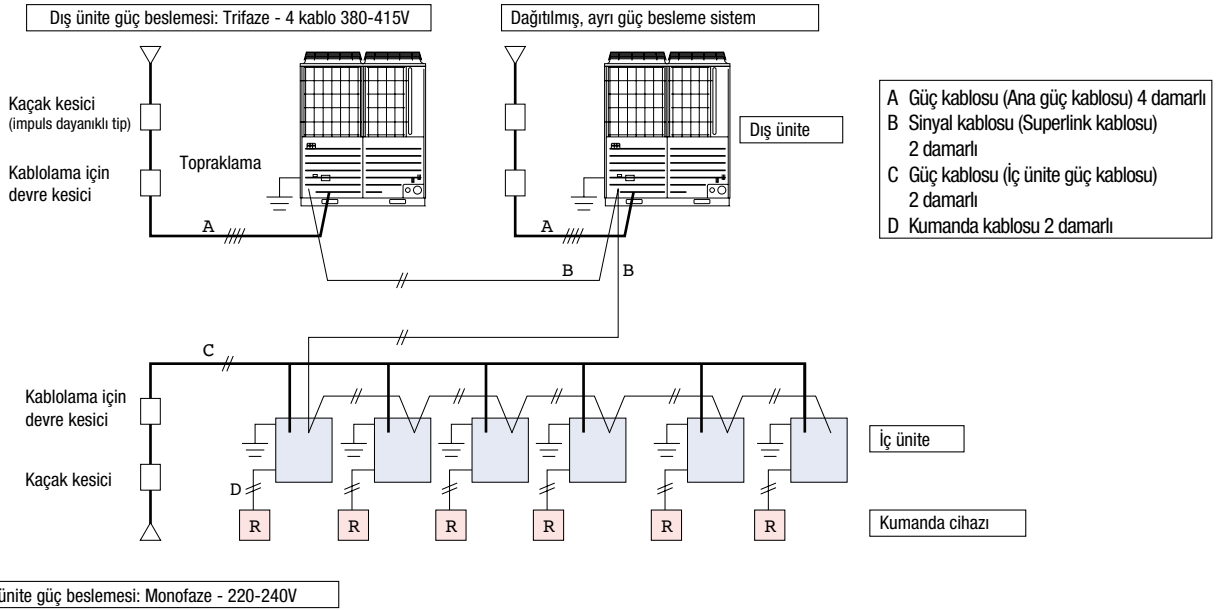 Dış ünite güç beslemesi: Trifaze - 4 kablo 380-415V
Dağıtılmış, ayrı güç besleme sistem
Kaçak kesici
(impuls dayanıklı tip)
Kablolama için
devre kesici
Topraklama
Dış ünite
A Güç kablosu (Ana güç kablosu) 4 damarlı
B Sinyal kablosu (Superlink kablosu)
2 damarlı
C Güç kablosu (İç ünite güç kablosu)
2 damarlı
D Kumanda kablosu 2 damarlı
A
A
B
B
C
Kablolama için
devre kesici
Kaçak kesici
İç ünite
D
R
R
R
R
R
R
Kumanda cihazı
ünite güç beslemesi: Monofaze - 220-240V